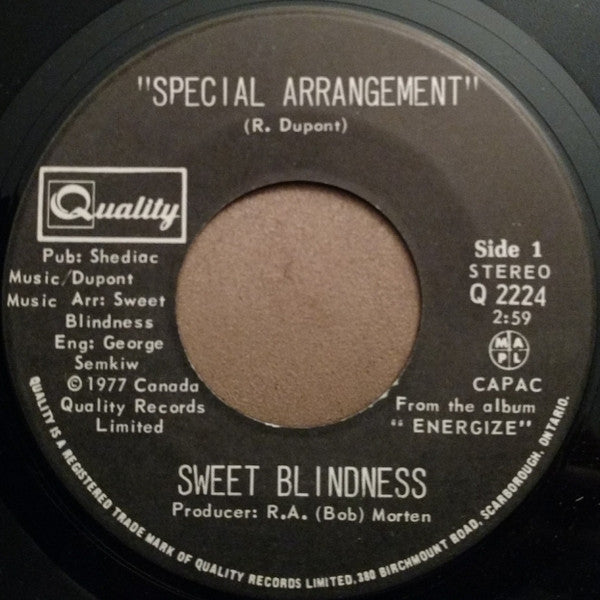 "SPECIAL ARRANGEMENT"
(R. Dupont)
Quality
Pub: Shediac
Music/Dupont
Music Arr: Sweet
Blindness
Eng: George
Semkiw
©1977 Canada
Quality Records
Limited
Side 1
STEREO
Q 2224
2:59
M A P L
CAPAC
From the album
"ENERGIZE"
SWEET BLINDNESS
Producer: R.A. (Bob) Morten
QUALITY IS A REGISTERED TRADE MARK OF QUALITY RECORDS LIMITED, 380 BIRCHMOUNT ROAD, SCARBOROUGH, ONTARIO.